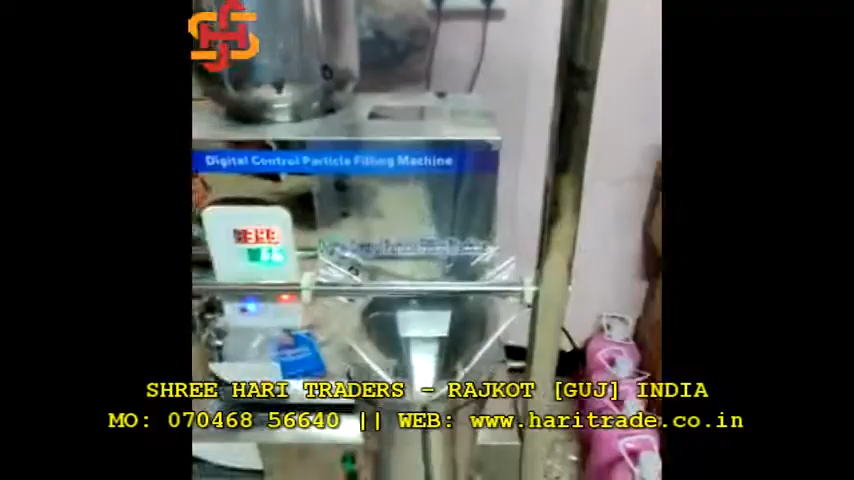 SH
Digital Control Particle Filling Machine
SHREE HARI TRADERS - RAJKOT [GUJ] INDIA
MO: 070468 56640 || WEB: www.haritrade.co.in